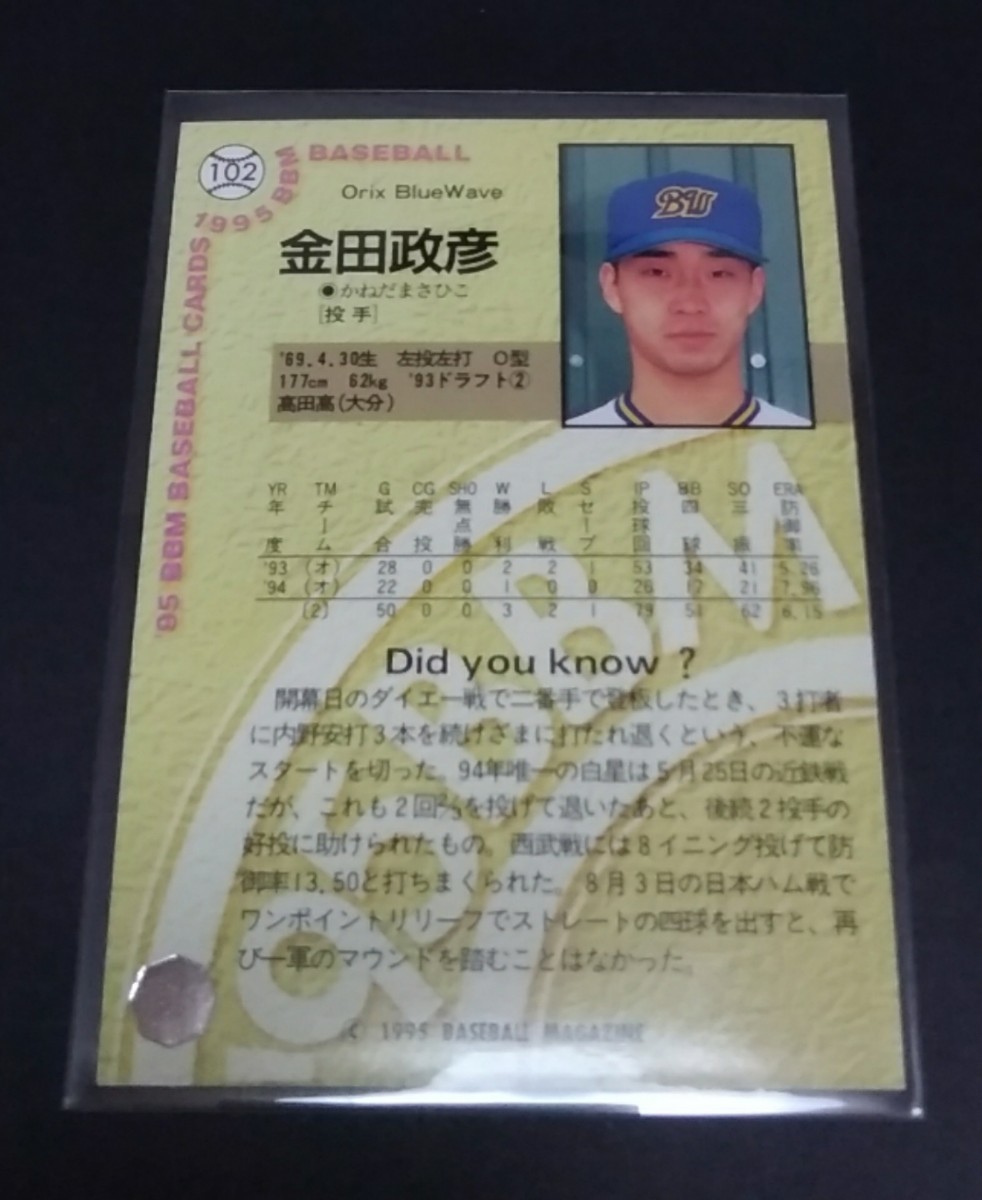 102
'95 BBM BASEBALL CARDS 1995 BBM BASEBALL
Orix BlueWave
BW
金田政彦
●かねだまさひこ
[投手]
'69.4.30生 左投左打 O型
177cm 62kg '93ドラフト②
高田高(大分)
YR TM G CG SHO W L S IP BB SO ERA
年度 チーム 試合 完投 無点勝 勝利 敗戦 セーブ 投球回 四球 三振 防御率
'93 (オ) 28 0 0 2 2 1 53 34 41 5.26
'94 (オ) 22 0 0 1 0 0 26 17 21 7.96
(2) 50 0 0 3 2 1 79 51 62 6.15
Did you know ?
開幕日のダイエー戦で二番手で登板したとき、3打者
に内野安打3本を続けざまに打たれ退くという、不運な
スタートを切った。94年唯一の白星は5月25日の近鉄戦
だが、これも2回⅔を投げて退いたあと、後続2投手の
好投に助けられたもの。西武戦には8イニング投げて防
御率13.50と打ちまくられた。8月3日の日本ハム戦で
ワンポイントリリーフでストレートの四球を出すと、再
び一軍のマウンドを踏むことはなかった。
© 1995 BASEBALL MAGAZINE